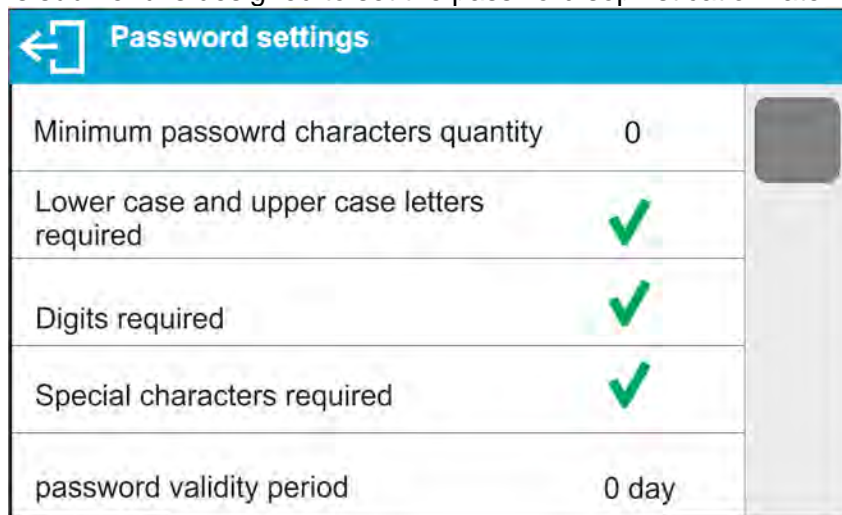 Password settings
Minimum passowrd characters quantity 0
Lower case and upper case letters
required
Digits required
Special characters required
password validity period 0 day